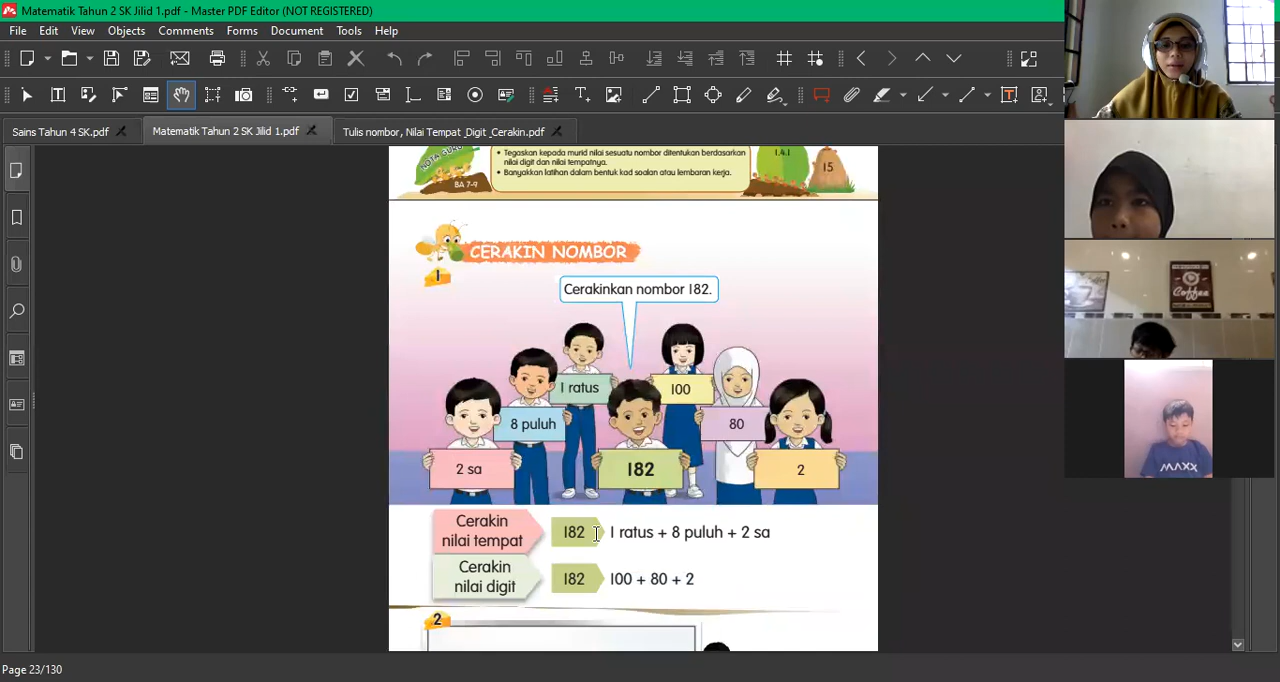 Matematik Tahun 2 SK Jilid 1.pdf - Master PDF Editor (NOT REGISTERED)
File Edit View Objects Comments Forms Document Tools Help
Sains Tahun 4 SK.pdf
Matematik Tahun 2 SK Jilid 1.pdf
Tulis nombor, Nilai Tempat _Digit _Cerakin.pdf
NOTA GURU
• Tegaskan kepada murid nilai sesuatu nombor ditentukan berdasarkan
nilai digit dan nilai tempatnya.
• Banyakkan latihan dalam bentuk kad soalan atau lembaran kerja.
BA 7-9
1.4.1
15
CERAKIN NOMBOR
1
Cerakinkan nombor 182.
1 ratus
100
8 puluh
80
2 sa
182
2
Cerakin
nilai tempat
182
1 ratus + 8 puluh + 2 sa
Cerakin
nilai digit
182
100 + 80 + 2
2
Page 23/130
Coffee
MAXX